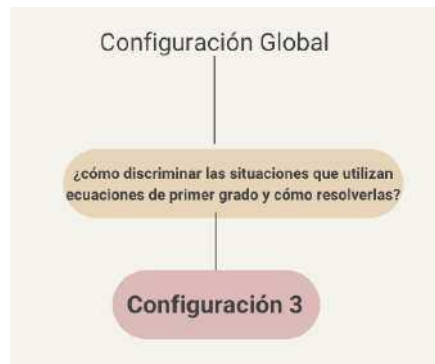 Configuración Global
¿cómo discriminar las situaciones que utilizan
ecuaciones de primer grado y cómo resolverlas?
Configuración 3